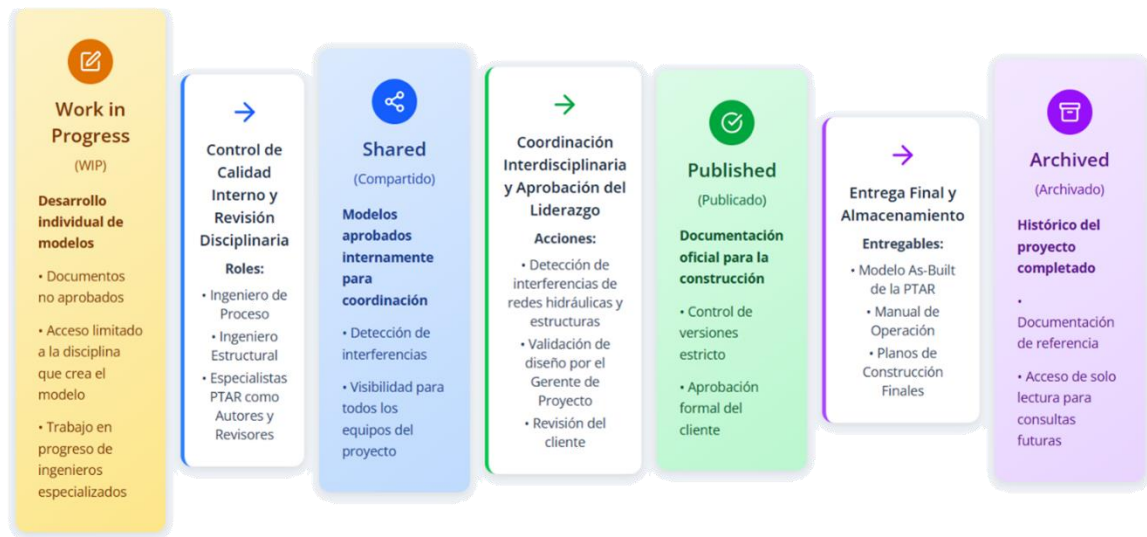 Work in
Progress
(WIP)
Desarrollo
individual de
modelos
• Documentos
no aprobados
• Acceso limitado
a la disciplina
que crea el
modelo
• Trabajo en
progreso de
ingenieros
especializados
Control de
Calidad
Interno y
Revisión
Disciplinaria
Roles:
• Ingeniero de
Proceso
• Ingeniero
Estructural
• Especialistas
PTAR como
Autores y
Revisores
Shared
(Compartido)
Modelos
aprobados
internamente
para
coordinación
• Detección de
interferencias
• Visibilidad para
todos los
equipos del
proyecto
Coordinación
Interdisciplinaria
y Aprobación del
Liderazgo
Acciones:
• Detección de
interferencias de
redes hidráulicas y
estructuras
• Validación de
diseño por el
Gerente de
Proyecto
• Revisión del
cliente
Published
(Publicado)
Documentación
oficial para la
construcción
• Control de
versiones
estricto
• Aprobación
formal del
cliente
Entrega Final y
Almacenamiento
Entregables:
• Modelo As-Built
de la PTAR
• Manual de
Operación
• Planos de
Construcción
Finales
Archived
(Archivado)
Histórico del
proyecto
completado
•
Documentación
de referencia
• Acceso de solo
lectura para
consultas
futuras